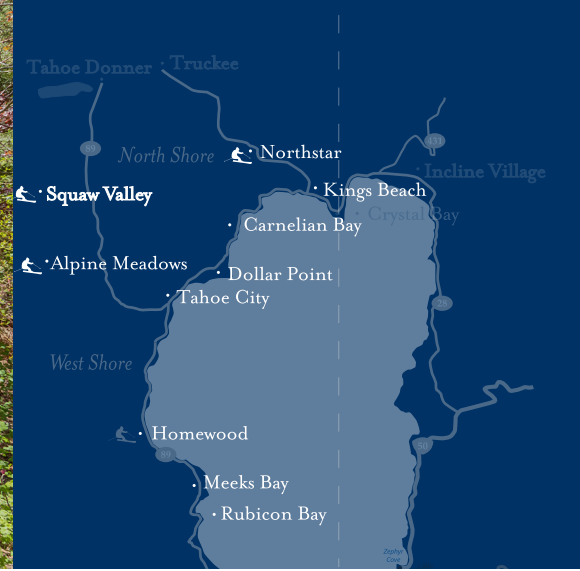 Tahoe Donner
Truckee
89
North Shore
Northstar
431
Incline Village
Squaw Valley
Kings Beach
Crystal Bay
Carnelian Bay
Alpine Meadows
Dollar Point
Tahoe City
28
West Shore
Homewood
50
89
Meeks Bay
Rubicon Bay
Zephyr
Cove